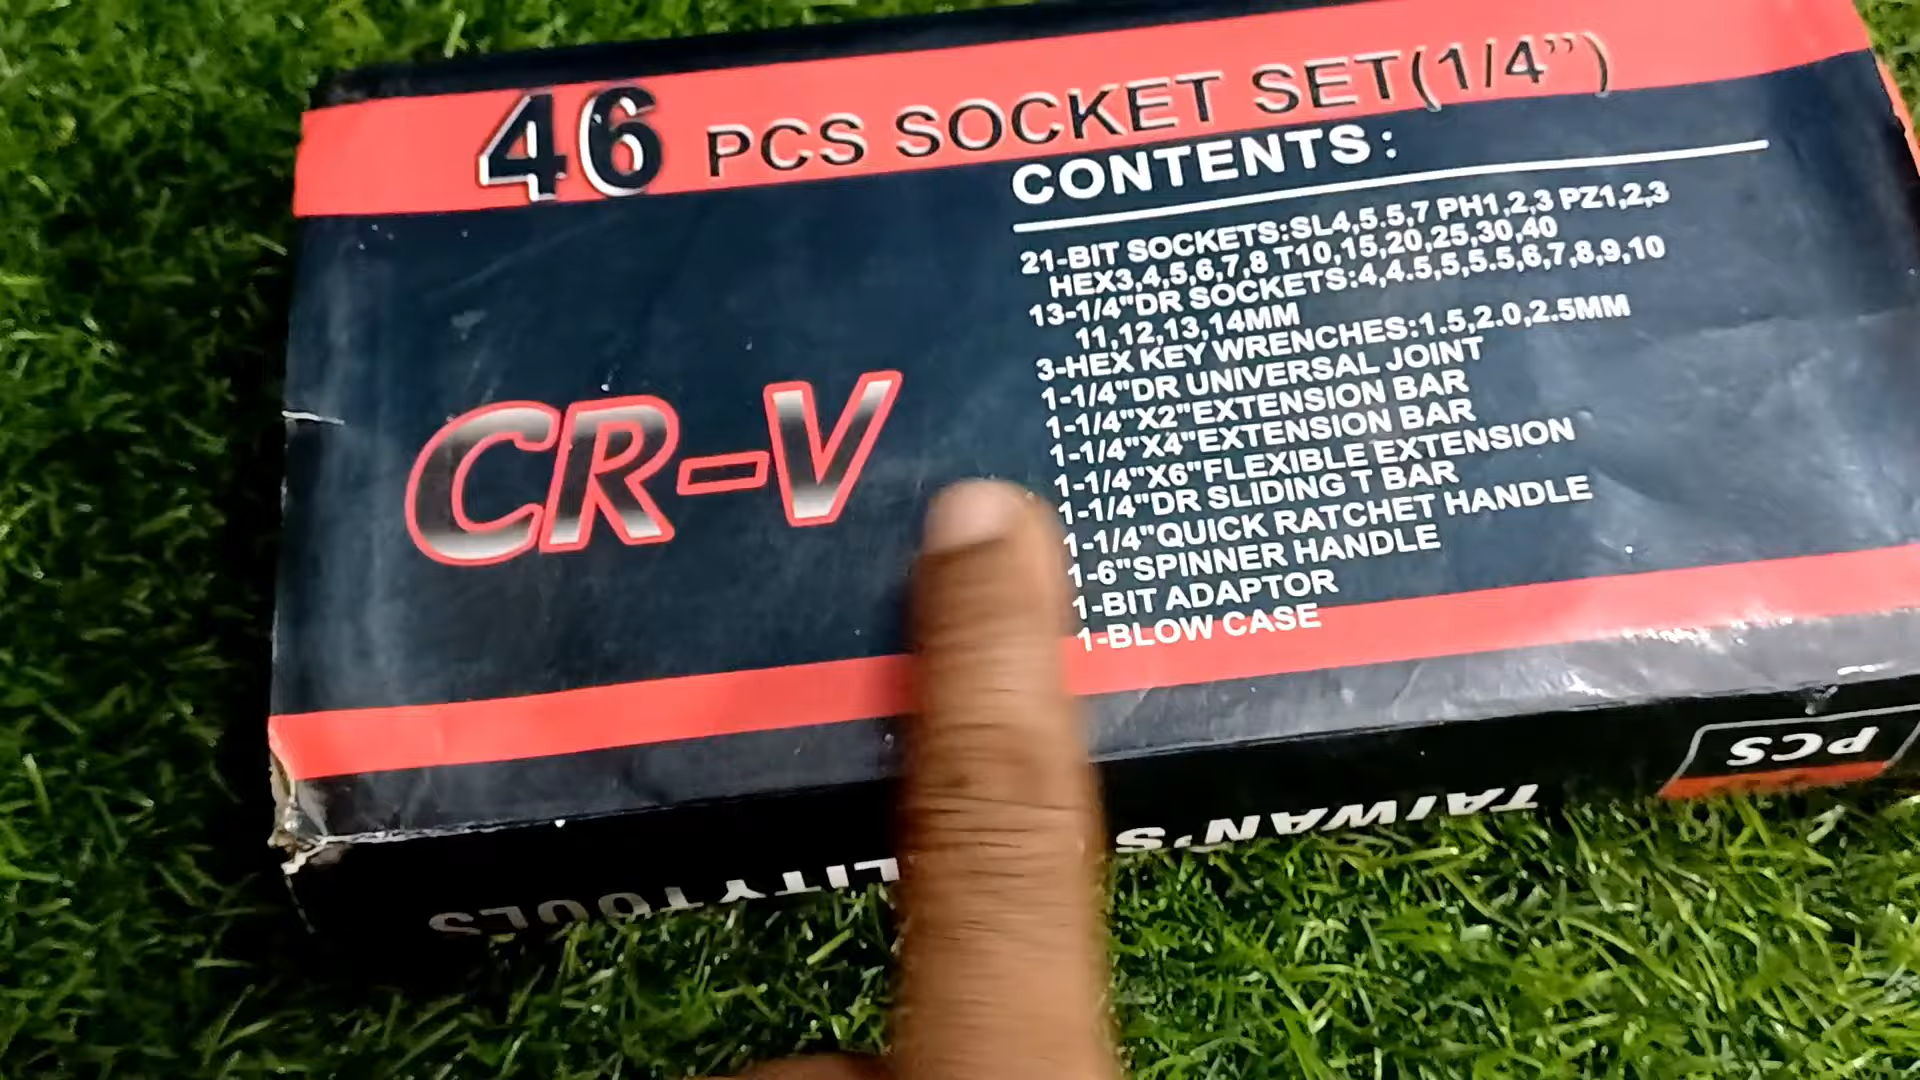 46 PCS SOCKET SET(1/4")
CONTENTS:
21-BIT SOCKETS:SL4,5.5,7 PH1,2,3 PZ1,2,3
HEX3,4,5,6,7,8 T10,15,20,25,30,40
13-1/4"DR SOCKETS:4,4.5,5,5.5,6,7,8,9,10
11,12,13,14MM
3-HEX KEY WRENCHES:1.5,2.0,2.5MM
1-1/4"DR UNIVERSAL JOINT
1-1/4"X2"EXTENSION BAR
1-1/4"X4"EXTENSION BAR
1-1/4"X6"FLEXIBLE EXTENSION
1-1/4"DR SLIDING T BAR
1-1/4"QUICK RATCHET HANDLE
1-6"SPINNER HANDLE
1-BIT ADAPTOR
1-BLOW CASE
CR-V
PCS
TAIWAN'S TOOLS